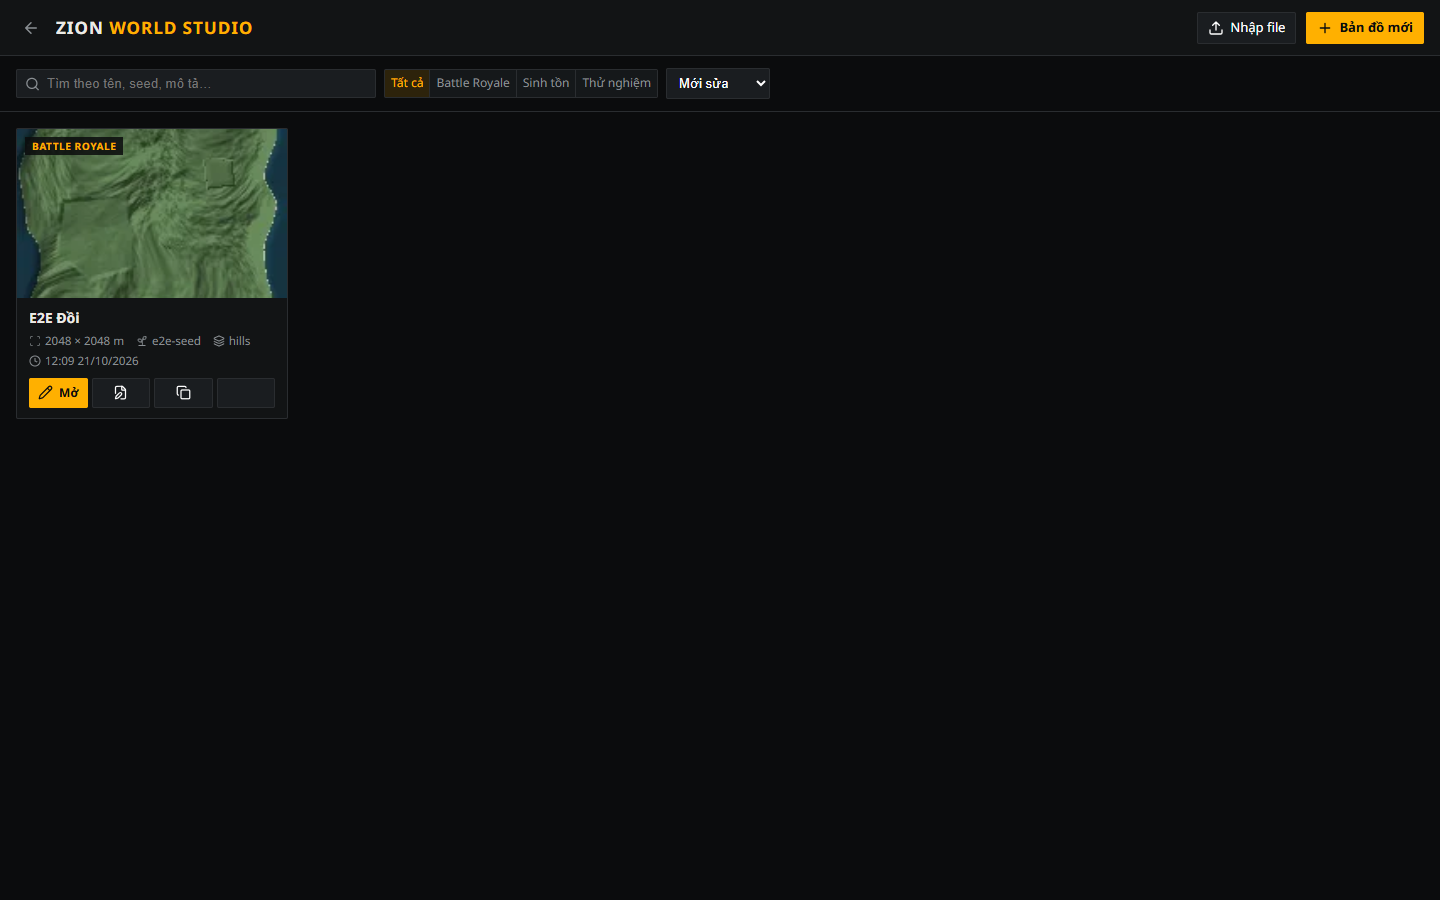 ZION WORLD STUDIO
Nhập file
Bản đồ mới
Tìm theo tên, seed, mô tả...
Tất cả
Battle Royale
Sinh tồn
Thử nghiệm
Mới sửa
BATTLE ROYALE
E2E Đồi
2048 × 2048 m e2e-seed hills
12:09 21/10/2026
Mở